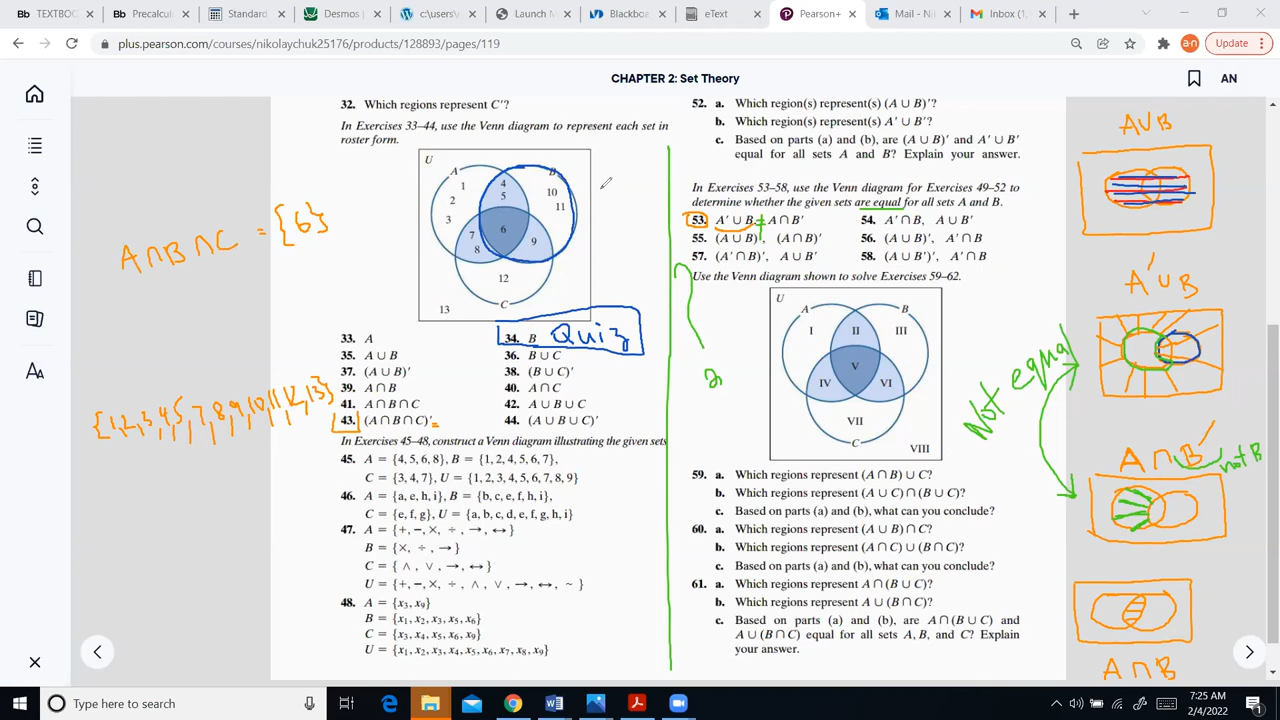 Bb TEXTBOO
Bb Precalcul
Standard
Desmos |
c:\users\
Launch M
Blackboa
eText
Pearson+
Mail - Nik
Inbox (1,
plus.pearson.com/courses/nikolaychuk25176/products/128893/pages/119
a-n
Update
CHAPTER 2: Set Theory
AN
32. Which regions represent C′?
In Exercises 33–44, use the Venn diagram to represent each set in
roster form.
U
A
B
1
2
3
4
5
10
11
6
7
8
9
12
C
13
A∩B∩C = {6}
33. A
34. B Quiz
35. A ∪ B
36. B ∪ C
37. (A ∪ B)′
38. (B ∪ C)′
39. A ∩ B
40. A ∩ C
41. A ∩ B ∩ C
42. A ∪ B ∪ C
43. (A ∩ B ∩ C)′ =
44. (A ∪ B ∪ C)′
{1,2,3,4,5,7,8,9,10,11,12,13}
In Exercises 45–48, construct a Venn diagram illustrating the given sets
45. A = {4, 5, 6, 8}, B = {1, 2, 4, 5, 6, 7},
C = {3, 4, 7}, U = {1, 2, 3, 4, 5, 6, 7, 8, 9}
46. A = {a, e, h, i}, B = {b, c, e, f, h, i},
C = {e, f, g}, U = {a, b, c, d, e, f, g, h, i}
47. A = {+, −, ×, ÷, →, ↔}
B = {×, ÷, →}
C = {∧, ∨, →, ↔}
U = {+, −, ×, ÷, ∧, ∨, →, ↔, ~}
48. A = {x₃, x₉}
B = {x₁, x₂, x₃, x₅, x₆}
C = {x₃, x₄, x₅, x₆, x₉}
U = {x₁, x₂, x₃, x₄, x₅, x₆, x₇, x₈, x₉}
52. a. Which region(s) represent(s) (A ∪ B)′?
b. Which region(s) represent(s) A′ ∪ B′?
c. Based on parts (a) and (b), are (A ∪ B)′ and A′ ∪ B′
equal for all sets A and B? Explain your answer.
In Exercises 53–58, use the Venn diagram for Exercises 49–52 to
determine whether the given sets are equal for all sets A and B.
53. A′ ∪ B ≠ A ∩ B′
54. A′ ∩ B, A ∪ B′
55. (A ∪ B)′, (A ∩ B)′
56. (A ∪ B)′, A′ ∩ B
57. (A′ ∩ B)′, A ∪ B′
58. (A ∪ B′)′, A′ ∩ B
Use the Venn diagram shown to solve Exercises 59–62.
U
A
B
I
II
III
V
IV
VI
VII
C
VIII
59. a. Which regions represent (A ∩ B) ∪ C?
b. Which regions represent (A ∪ C) ∩ (B ∪ C)?
c. Based on parts (a) and (b), what can you conclude?
60. a. Which regions represent (A ∪ B) ∩ C?
b. Which regions represent (A ∩ C) ∪ (B ∩ C)?
c. Based on parts (a) and (b), what can you conclude?
61. a. Which regions represent A ∩ (B ∪ C)?
b. Which regions represent A ∪ (B ∩ C)?
c. Based on parts (a) and (b), are A ∩ (B ∪ C) and
A ∪ (B ∩ C) equal for all sets A, B, and C? Explain
your answer.
A∪B
A′∪B
Not equal
A∩B′
not B
A∩B
Type here to search
7:25 AM
2/4/2022